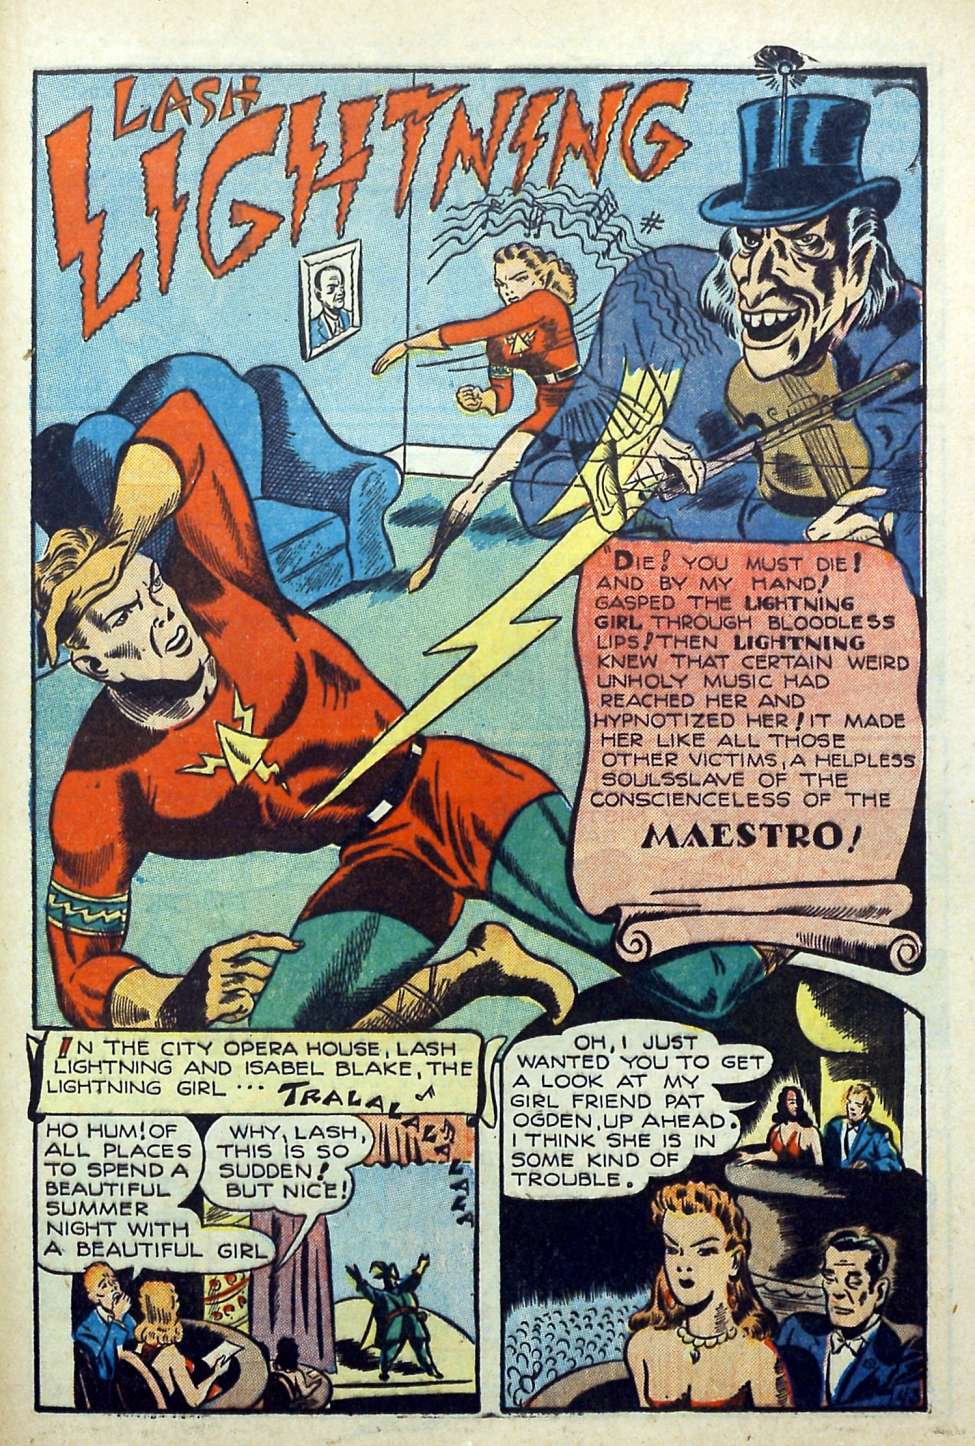 LASH
LIGHTNING
"DIE! YOU MUST DIE!
AND BY MY HAND!
GASPED THE LIGHTNING
GIRL THROUGH BLOODLESS
LIPS! THEN LIGHTNING
KNEW THAT CERTAIN WEIRD
UNHOLY MUSIC HAD
REACHED HER AND
HYPNOTIZED HER! IT MADE
HER LIKE ALL THOSE
OTHER VICTIMS, A HELPLESS
SOULSSLAVE OF THE
CONSCIENCELESS OF THE
MAESTRO!
IN THE CITY OPERA HOUSE, LASH
LIGHTNING AND ISABEL BLAKE, THE
LIGHTNING GIRL ...
TRALALALALALA
HO HUM! OF
ALL PLACES
TO SPEND A
BEAUTIFUL
SUMMER
NIGHT WITH
A BEAUTIFUL GIRL
WHY, LASH,
THIS IS SO
SUDDEN!
BUT NICE!
OH, I JUST
WANTED YOU TO GET
A LOOK AT MY
GIRL FRIEND PAT
OGDEN, UP AHEAD.
I THINK SHE IS IN
SOME KIND OF
TROUBLE.